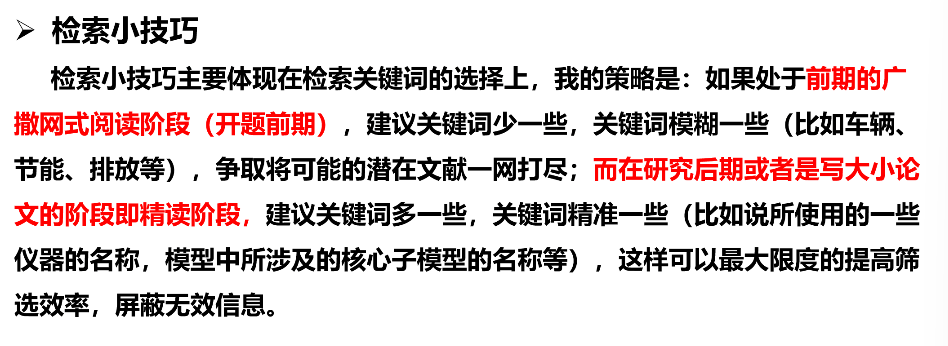 ➢ 检索小技巧
检索小技巧主要体现在检索关键词的选择上，我的策略是：如果处于前期的广
撒网式阅读阶段（开题前期），建议关键词少一些，关键词模糊一些（比如车辆、
节能、排放等），争取将可能的潜在文献一网打尽；而在研究后期或者是写大小论
文的阶段即精读阶段，建议关键词多一些，关键词精准一些（比如说所使用的一些
仪器的名称，模型中所涉及的核心子模型的名称等），这样可以最大限度的提高筛
选效率，屏蔽无效信息。